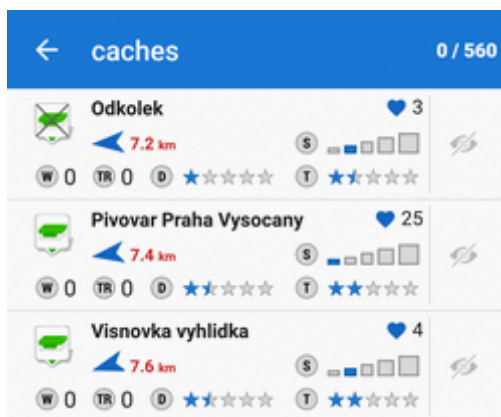 caches 0 / 560
Odkolek 3
7.2 km S
W 0 TR 0 D T
Pivovar Praha Vysocany 25
7.4 km S
W 0 TR 0 D T
Visnovka vyhlidka 4
7.6 km S
W 0 TR 0 D T